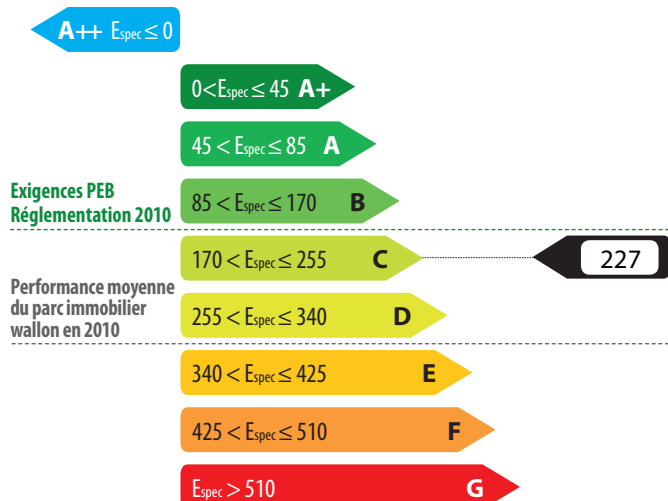 A++ Espec ≤ 0
0 < Espec ≤ 45 A+
45 < Espec ≤ 85 A
Exigences PEB
Réglementation 2010
85 < Espec ≤ 170 B
170 < Espec ≤ 255 C
227
Performance moyenne
du parc immobilier
wallon en 2010
255 < Espec ≤ 340 D
340 < Espec ≤ 425 E
425 < Espec ≤ 510 F
Espec > 510 G